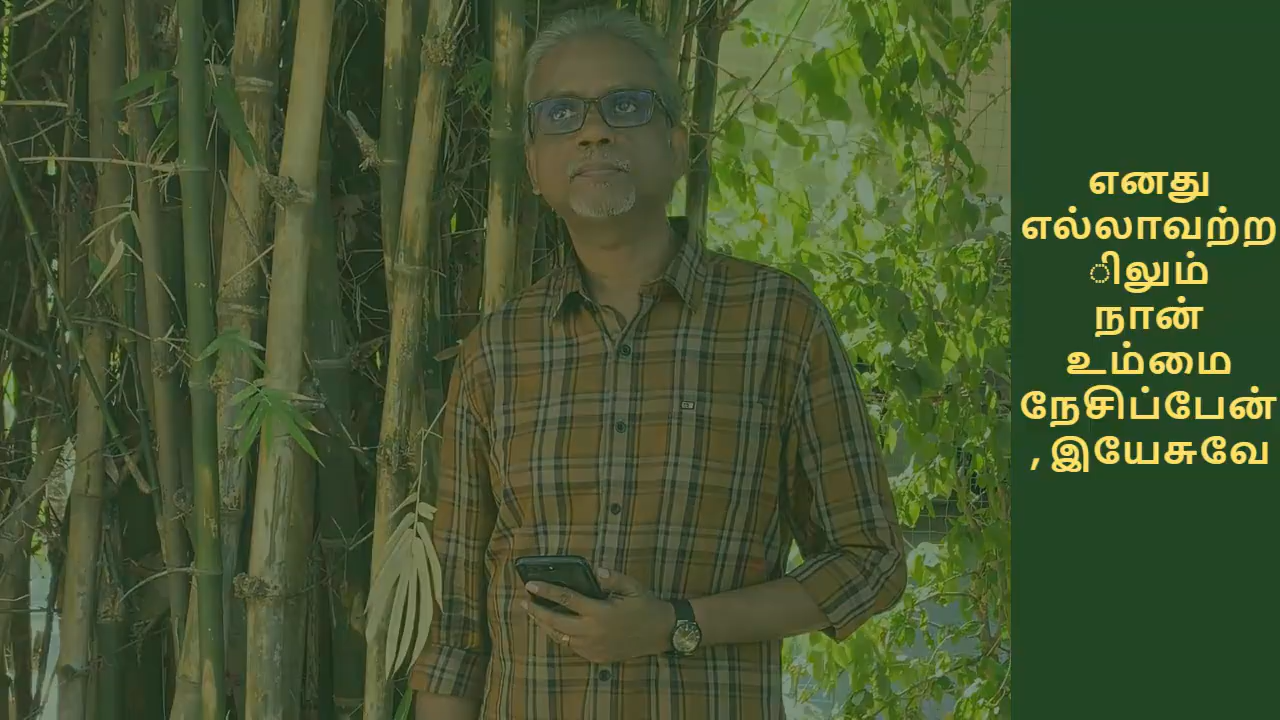 எனது
எல்லாவற்ற
ிலும்
நான்
உம்மை
நேசிப்பேன்
,இயேசுவே